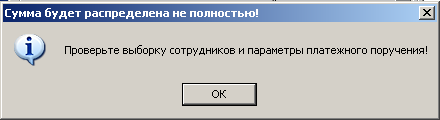 Сумма будет распределена не полностью!
Проверьте выборку сотрудников и параметры платежного поручения!
OK